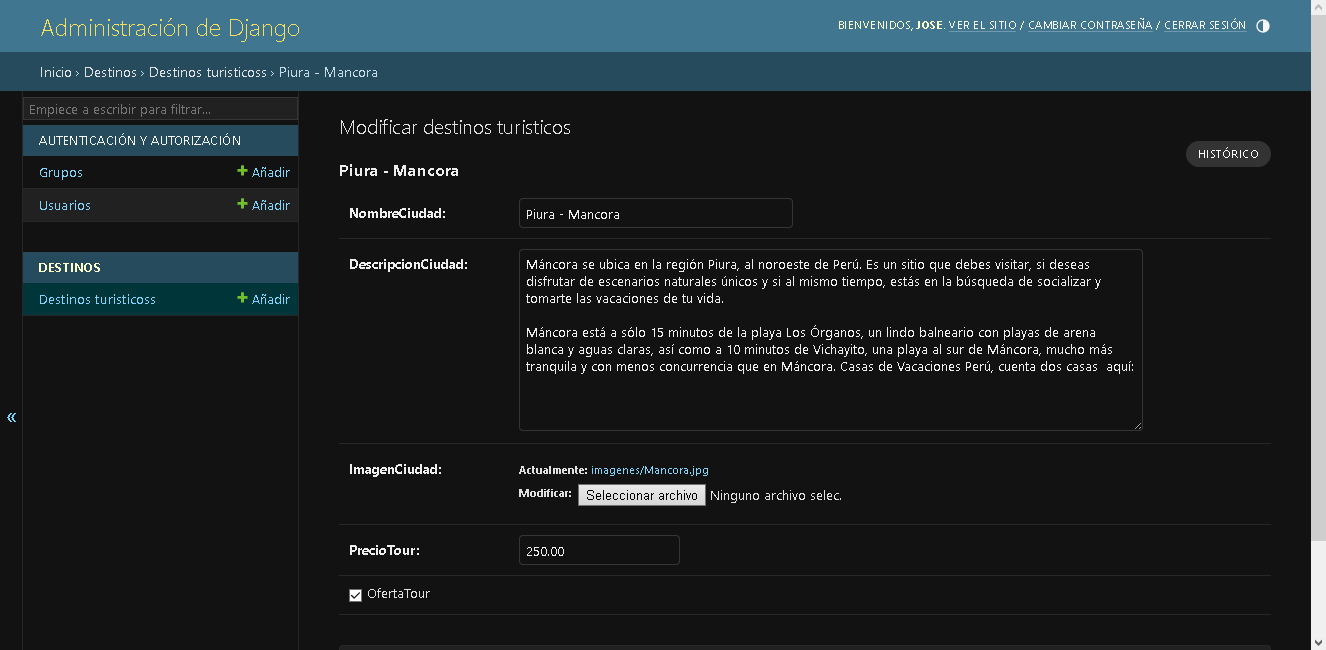 Administración de Django
BIENVENIDOS, JOSE. VER EL SITIO / CAMBIAR CONTRASEÑA / CERRAR SESIÓN
Inicio › Destinos › Destinos turisticoss › Piura - Mancora
Empiece a escribir para filtrar...
AUTENTICACIÓN Y AUTORIZACIÓN
Grupos + Añadir
Usuarios + Añadir
DESTINOS
Destinos turisticoss + Añadir
«
Modificar destinos turisticos
HISTÓRICO
Piura - Mancora
NombreCiudad: Piura - Mancora
DescripcionCiudad:
Máncora se ubica en la región Piura, al noroeste de Perú. Es un sitio que debes visitar, si deseas
disfrutar de escenarios naturales únicos y si al mismo tiempo, estás en la búsqueda de socializar y
tomarte las vacaciones de tu vida.
Máncora está a sólo 15 minutos de la playa Los Órganos, un lindo balneario con playas de arena
blanca y aguas claras, así como a 10 minutos de Vichayito, una playa al sur de Máncora, mucho más
tranquila y con menos concurrencia que en Máncora. Casas de Vacaciones Perú, cuenta dos casas  aquí:
ImagenCiudad: Actualmente: imagenes/Mancora.jpg
Modificar: Seleccionar archivo Ninguno archivo selec.
PrecioTour: 250.00
OfertaTour